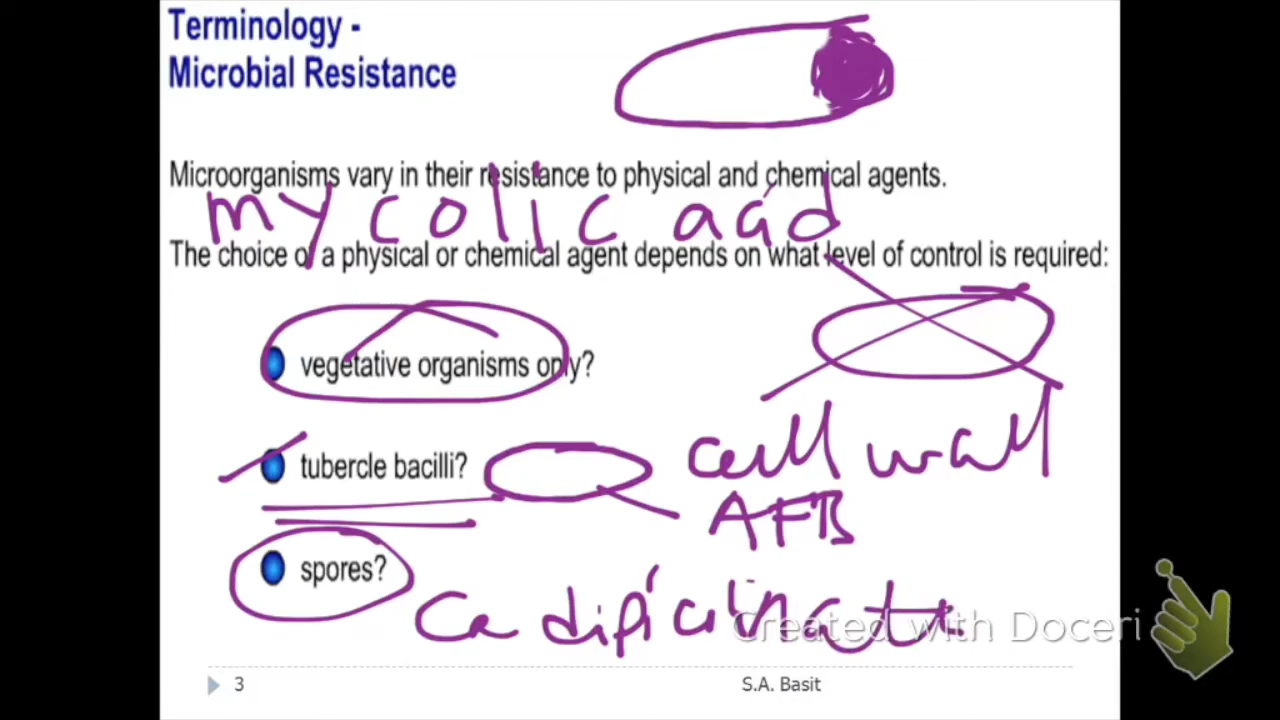 Terminology -
Microbial Resistance
Microorganisms vary in their resistance to physical and chemical agents.
mycolic acid
The choice of a physical or chemical agent depends on what level of control is required:
vegetative organisms only?
cell wall
tubercle bacilli?
AFB
spores?
Ca dipicolinate
Created with Doceri
3
S.A. Basit